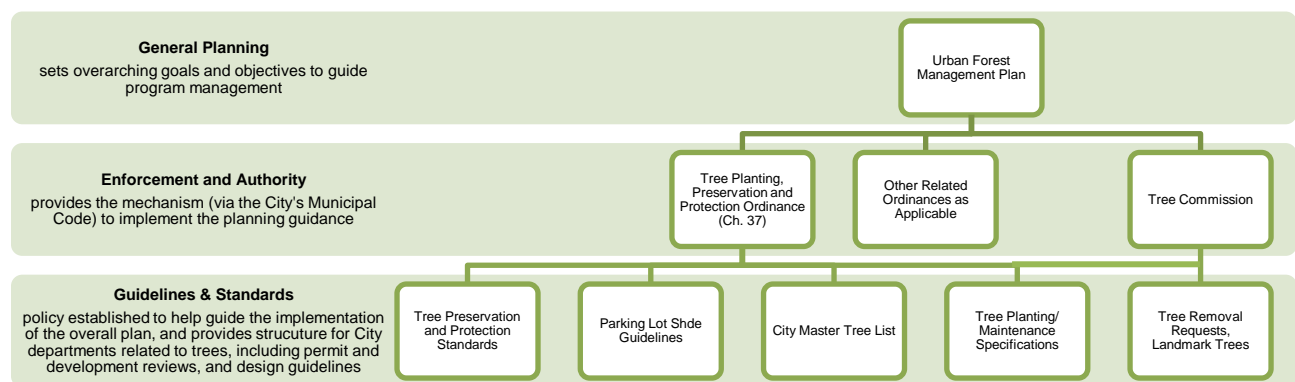 General Planning
sets overarching goals and objectives to guide
program management
Urban Forest
Management Plan
Enforcement and Authority
provides the mechanism (via the City's Municipal
Code) to implement the planning guidance
Tree Planting,
Preservation and
Protection Ordinance
(Ch. 37)
Other Related
Ordinances as
Applicable
Tree Commission
Guidelines & Standards
policy established to help guide the implementation
of the overall plan, and provides strucuture for City
departments related to trees, including permit and
development reviews, and design guidelines
Tree Preservation
and Protection
Standards
Parking Lot Shde
Guidelines
City Master Tree List
Tree Planting/
Maintenance
Specifications
Tree Removal
Requests,
Landmark Trees